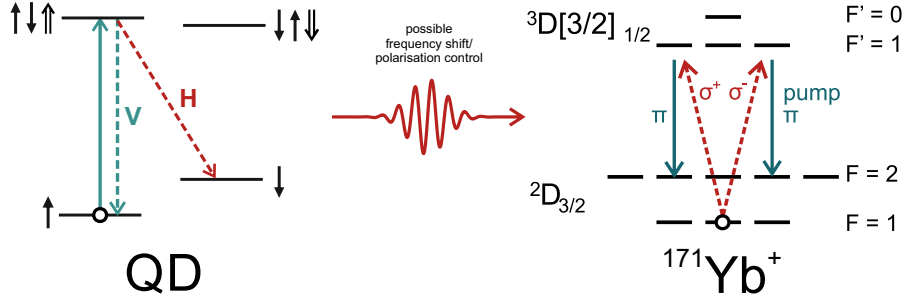 ↑↓⇑
↓↑⇓
V
H
↓
↑
QD
possible
frequency shift/
polarisation control
³D[3/2] 1/2
F' = 0
F' = 1
σ⁺ σ⁻
π
pump
π
²D3/2
F = 2
F = 1
¹⁷¹Yb⁺